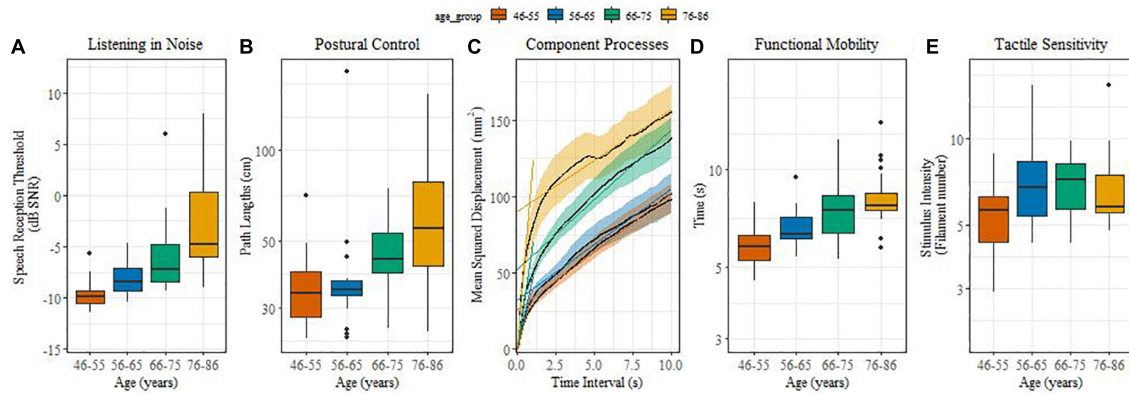 age_group 46-55 56-65 66-75 76-86
A Listening in Noise
Speech Reception Threshold
(dB SNR)
10
5
0
-5
-10
-15
46-55 56-65 66-75 76-86
Age (years)
B Postural Control
Path Lengths (cm)
100
50
30
46-55 56-65 66-75 76-86
Age (years)
C Component Processes
Mean Squared Displacement (mm²)
150
100
50
0
0.0 2.5 5.0 7.5 10.0
Time Interval (s)
D Functional Mobility
Time (s)
10
5
3
46-55 56-65 66-75 76-86
Age (years)
E Tactile Sensitivity
Stimulus Intensity
(Filament number)
10
5
3
46-55 56-65 66-75 76-86
Age (years)